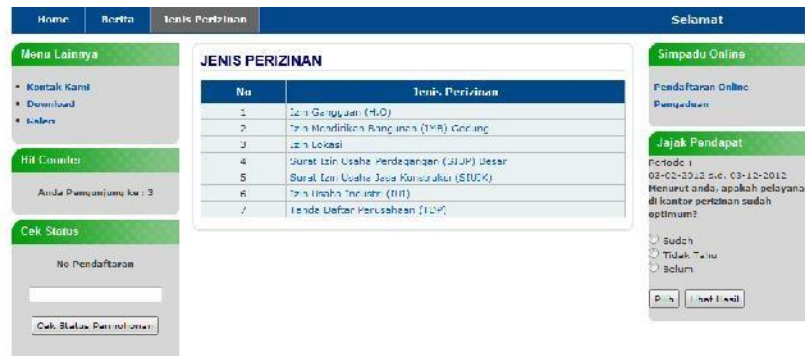 Home Berita Jenis Perizinan Selamat
Menu Lainnya
Kontak Kami
Download
Galeri
Hit Counter
Anda Pengunjung ke : 3
Cek Status
No Pendaftaran
Cek Status Permohonan
JENIS PERIZINAN
No Jenis Perizinan
1 Izin Gangguan (H.O)
2 Izin Mendirikan Bangunan (IMB) Gedung
3 Izin Lokasi
4 Surat Izin Usaha Perdagangan (SIUP) Besar
5 Surat Izin Usaha Jasa Konstruksi (SIUJK)
6 Izin Usaha Industri (IUI)
7 Tanda Daftar Perusahaan (TDP)
Simpadu Online
Pendaftaran Online
Pengaduan
Jajak Pendapat
Periode :
03-02-2012 s.d. 03-12-2012
Menurut anda, apakah pelayana
di kantor perizinan sudah
optimum?
Sudah
Tidak Tahu
Belum
Pilih Lihat Hasil